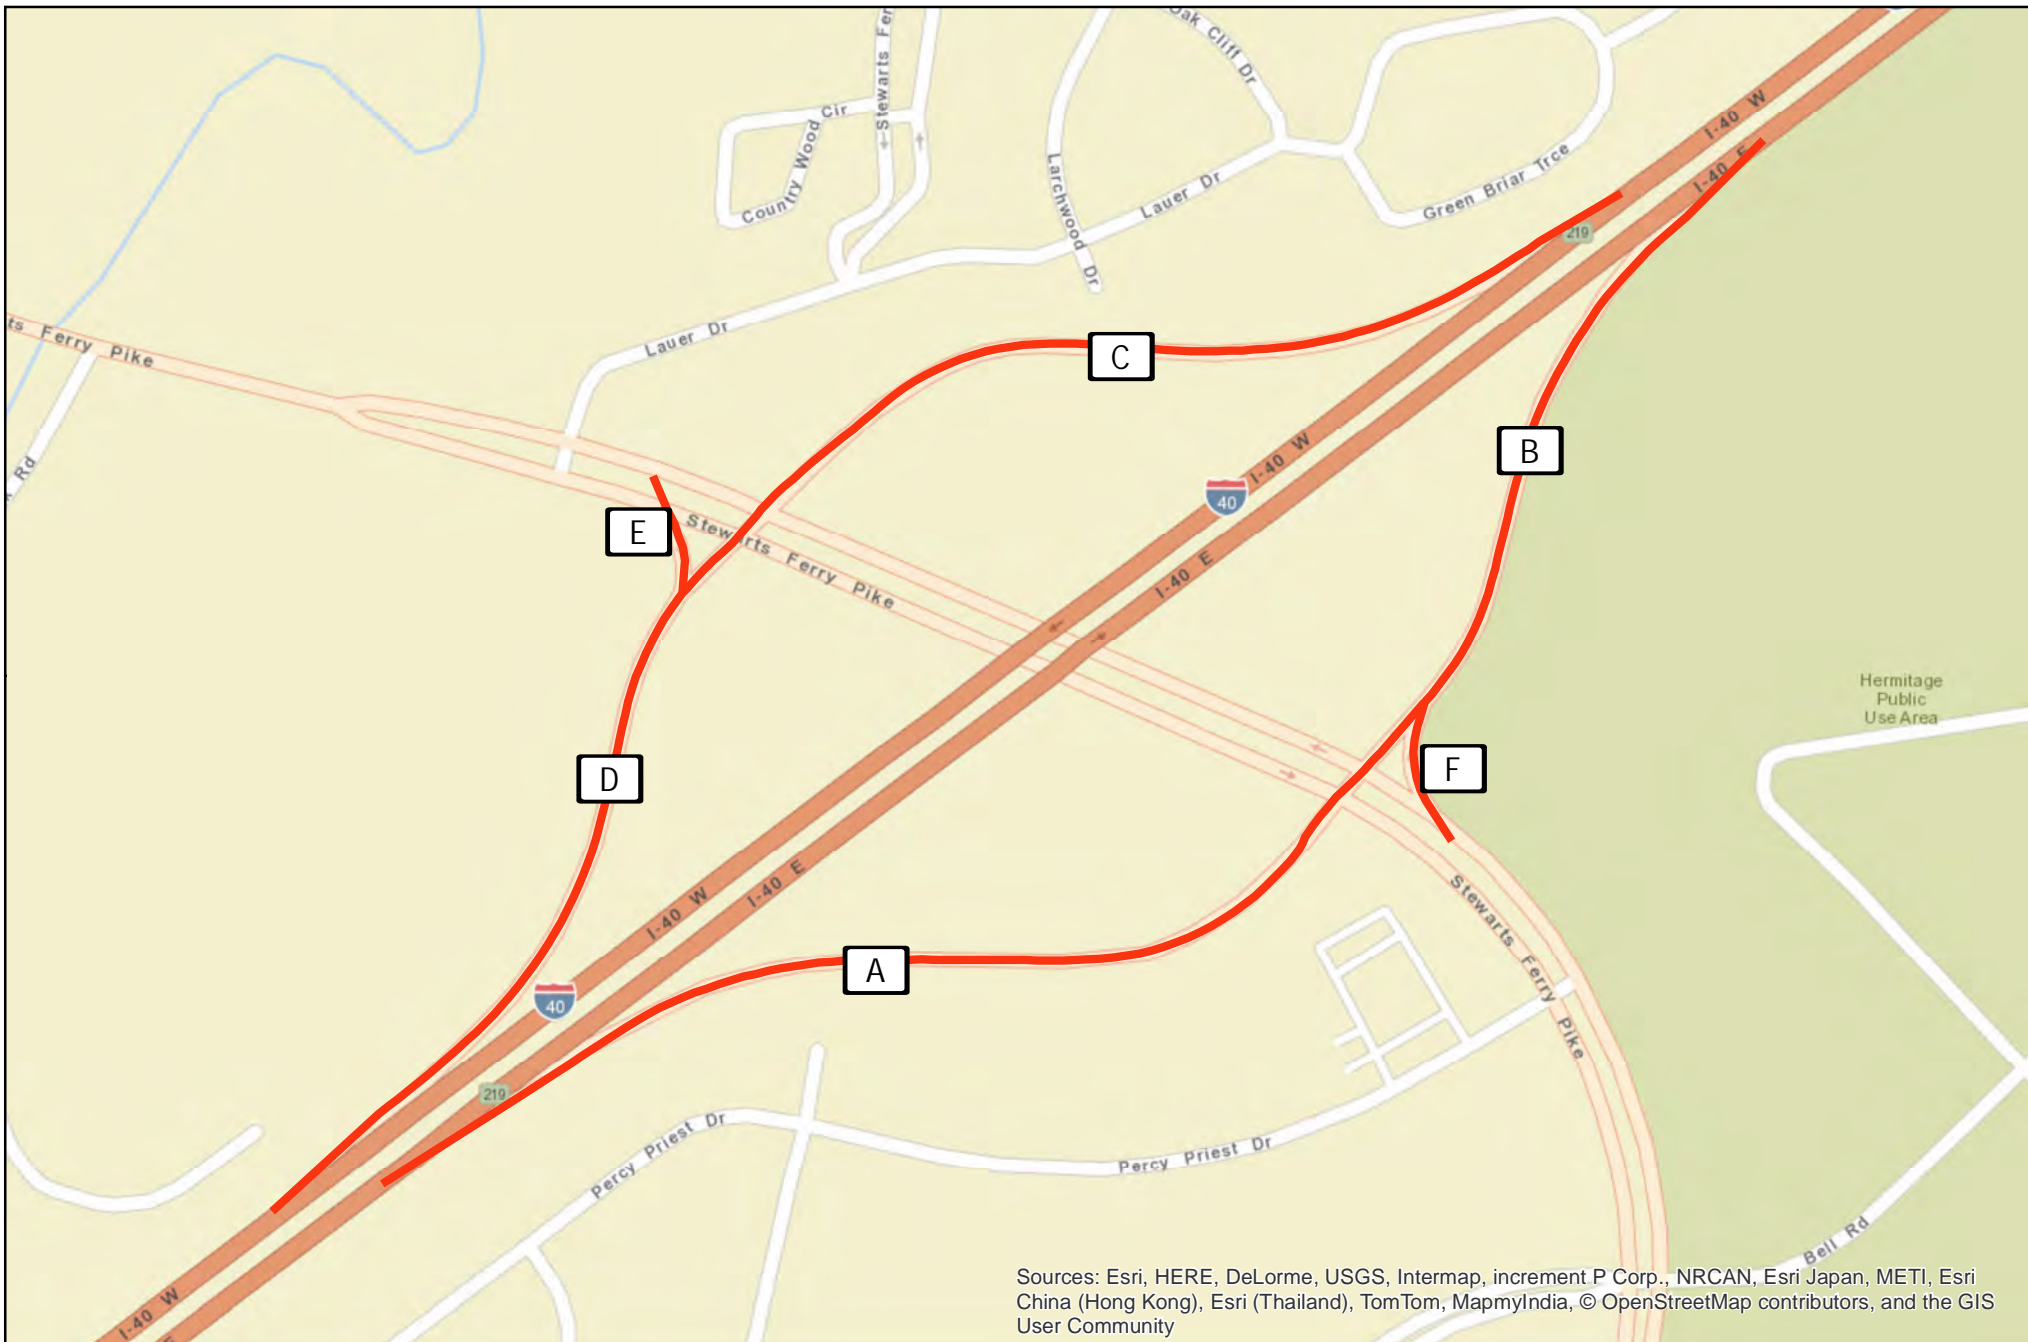 Stewarts Fer
Oak Cliff Dr
I-40 W
Country Wood Cir
I-40 E
Larchwood Dr
Lauer Dr
Green Briar Trce
219
ts Ferry Pike
Lauer Dr
C
I-40 W
B
Rd
40
E
Stewarts Ferry Pike
I-40 E
Hermitage
Public
Use Area
D
F
I-40 W
I-40 E
Stewarts Ferry Pike
A
40
219
Percy Priest Dr
Percy Priest Dr
Bell Rd
I-40 W
E
Sources: Esri, HERE, DeLorme, USGS, Intermap, increment P Corp., NRCAN, Esri Japan, METI, Esri
China (Hong Kong), Esri (Thailand), TomTom, MapmyIndia, © OpenStreetMap contributors, and the GIS
User Community